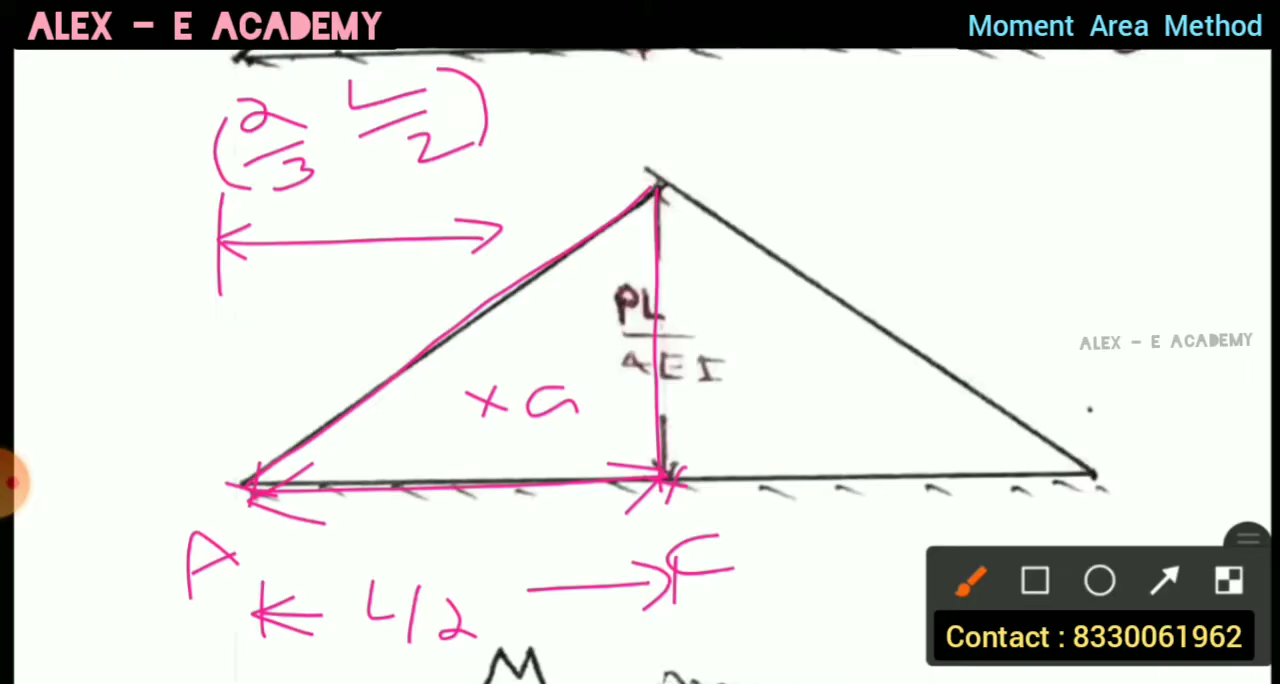 ALEX - E ACADEMY
Moment Area Method
(2/3 L/2)
PL
4EI
ALEX - E ACADEMY
x G
A
L/2
M
Contact : 8330061962